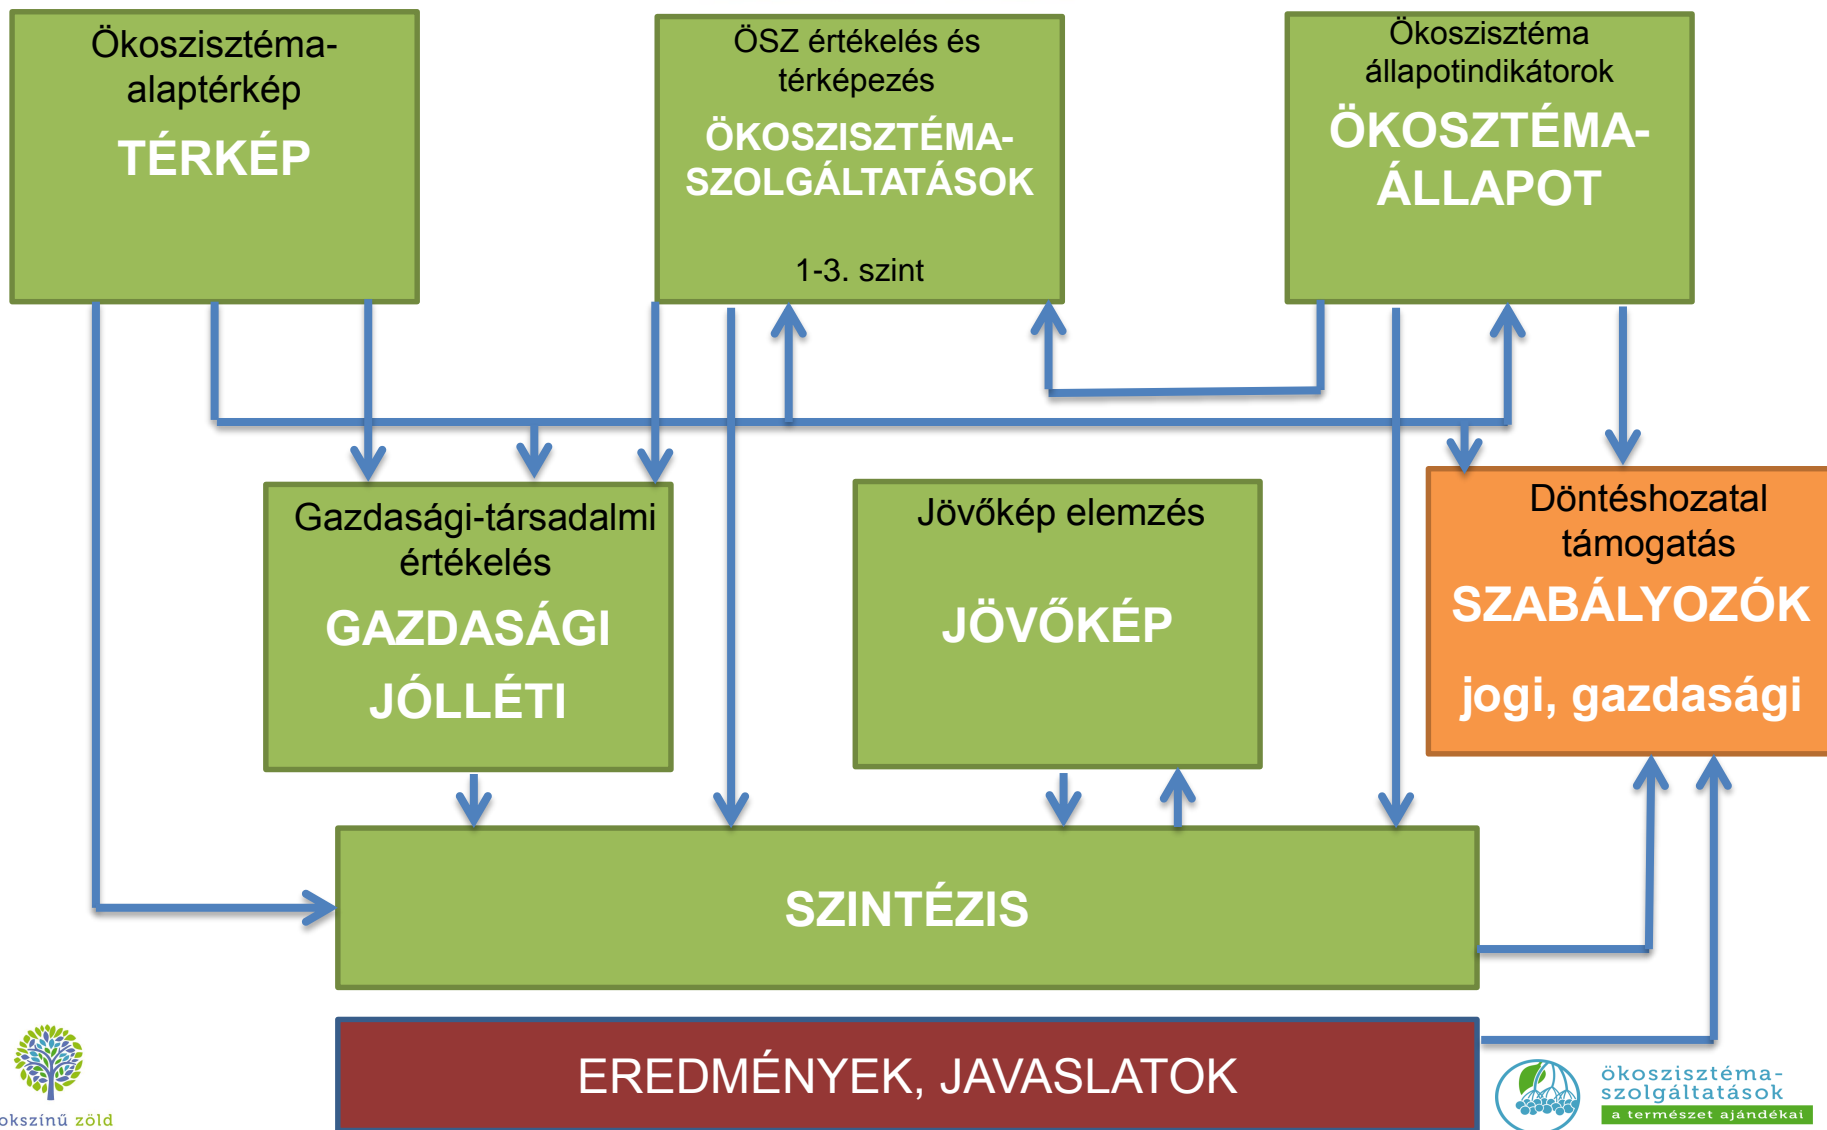 Ökoszisztéma-
alaptérkép
TÉRKÉP
ÖSZ értékelés és
térképezés
ÖKOSZISZTÉMA-
SZOLGÁLTATÁSOK
1-3. szint
Ökoszisztéma
állapotindikátorok
ÖKOSZTÉMA-
ÁLLAPOT
Gazdasági-társadalmi
értékelés
GAZDASÁGI
JÓLLÉTI
Jövőkép elemzés
JÖVŐKÉP
Döntéshozatal
támogatás
SZABÁLYOZÓK
jogi, gazdasági
SZINTÉZIS
EREDMÉNYEK, JAVASLATOK
okszínű zöld
ökoszisztéma-
szolgáltatások
a természet ajándékai